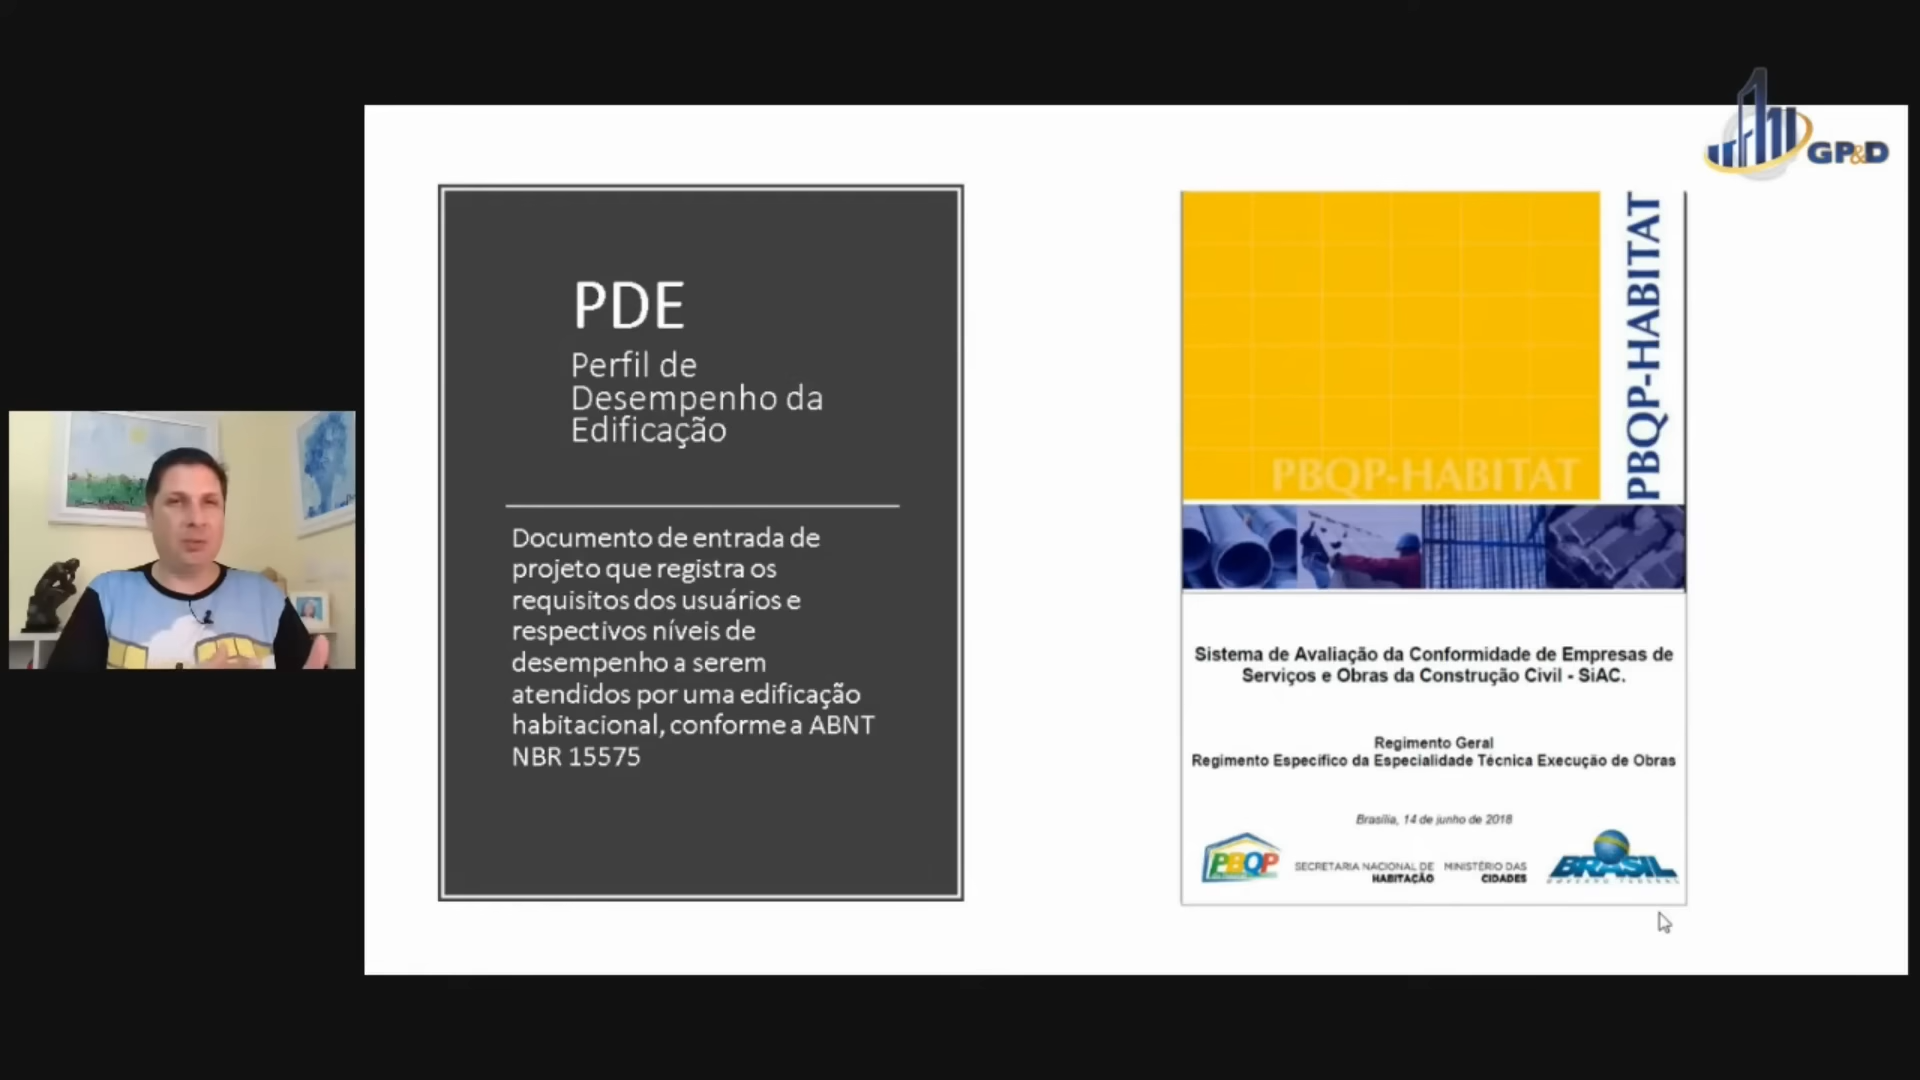 GP&D
PDE
Perfil de
Desempenho da
Edificação
Documento de entrada de
projeto que registra os
requisitos dos usuários e
respectivos níveis de
desempenho a serem
atendidos por uma edificação
habitacional, conforme a ABNT
NBR 15575
PBQP-HABITAT
PBQP-HABITAT
Sistema de Avaliação da Conformidade de Empresas de
Serviços e Obras da Construção Civil - SiAC.
Regimento Geral
Regimento Específico da Especialidade Técnica Execução de Obras
Brasília, 14 de junho de 2018
PBQP
SECRETARIA NACIONAL DE
HABITAÇÃO
MINISTÉRIO DAS
CIDADES
BRASIL
GOVERNO FEDERAL